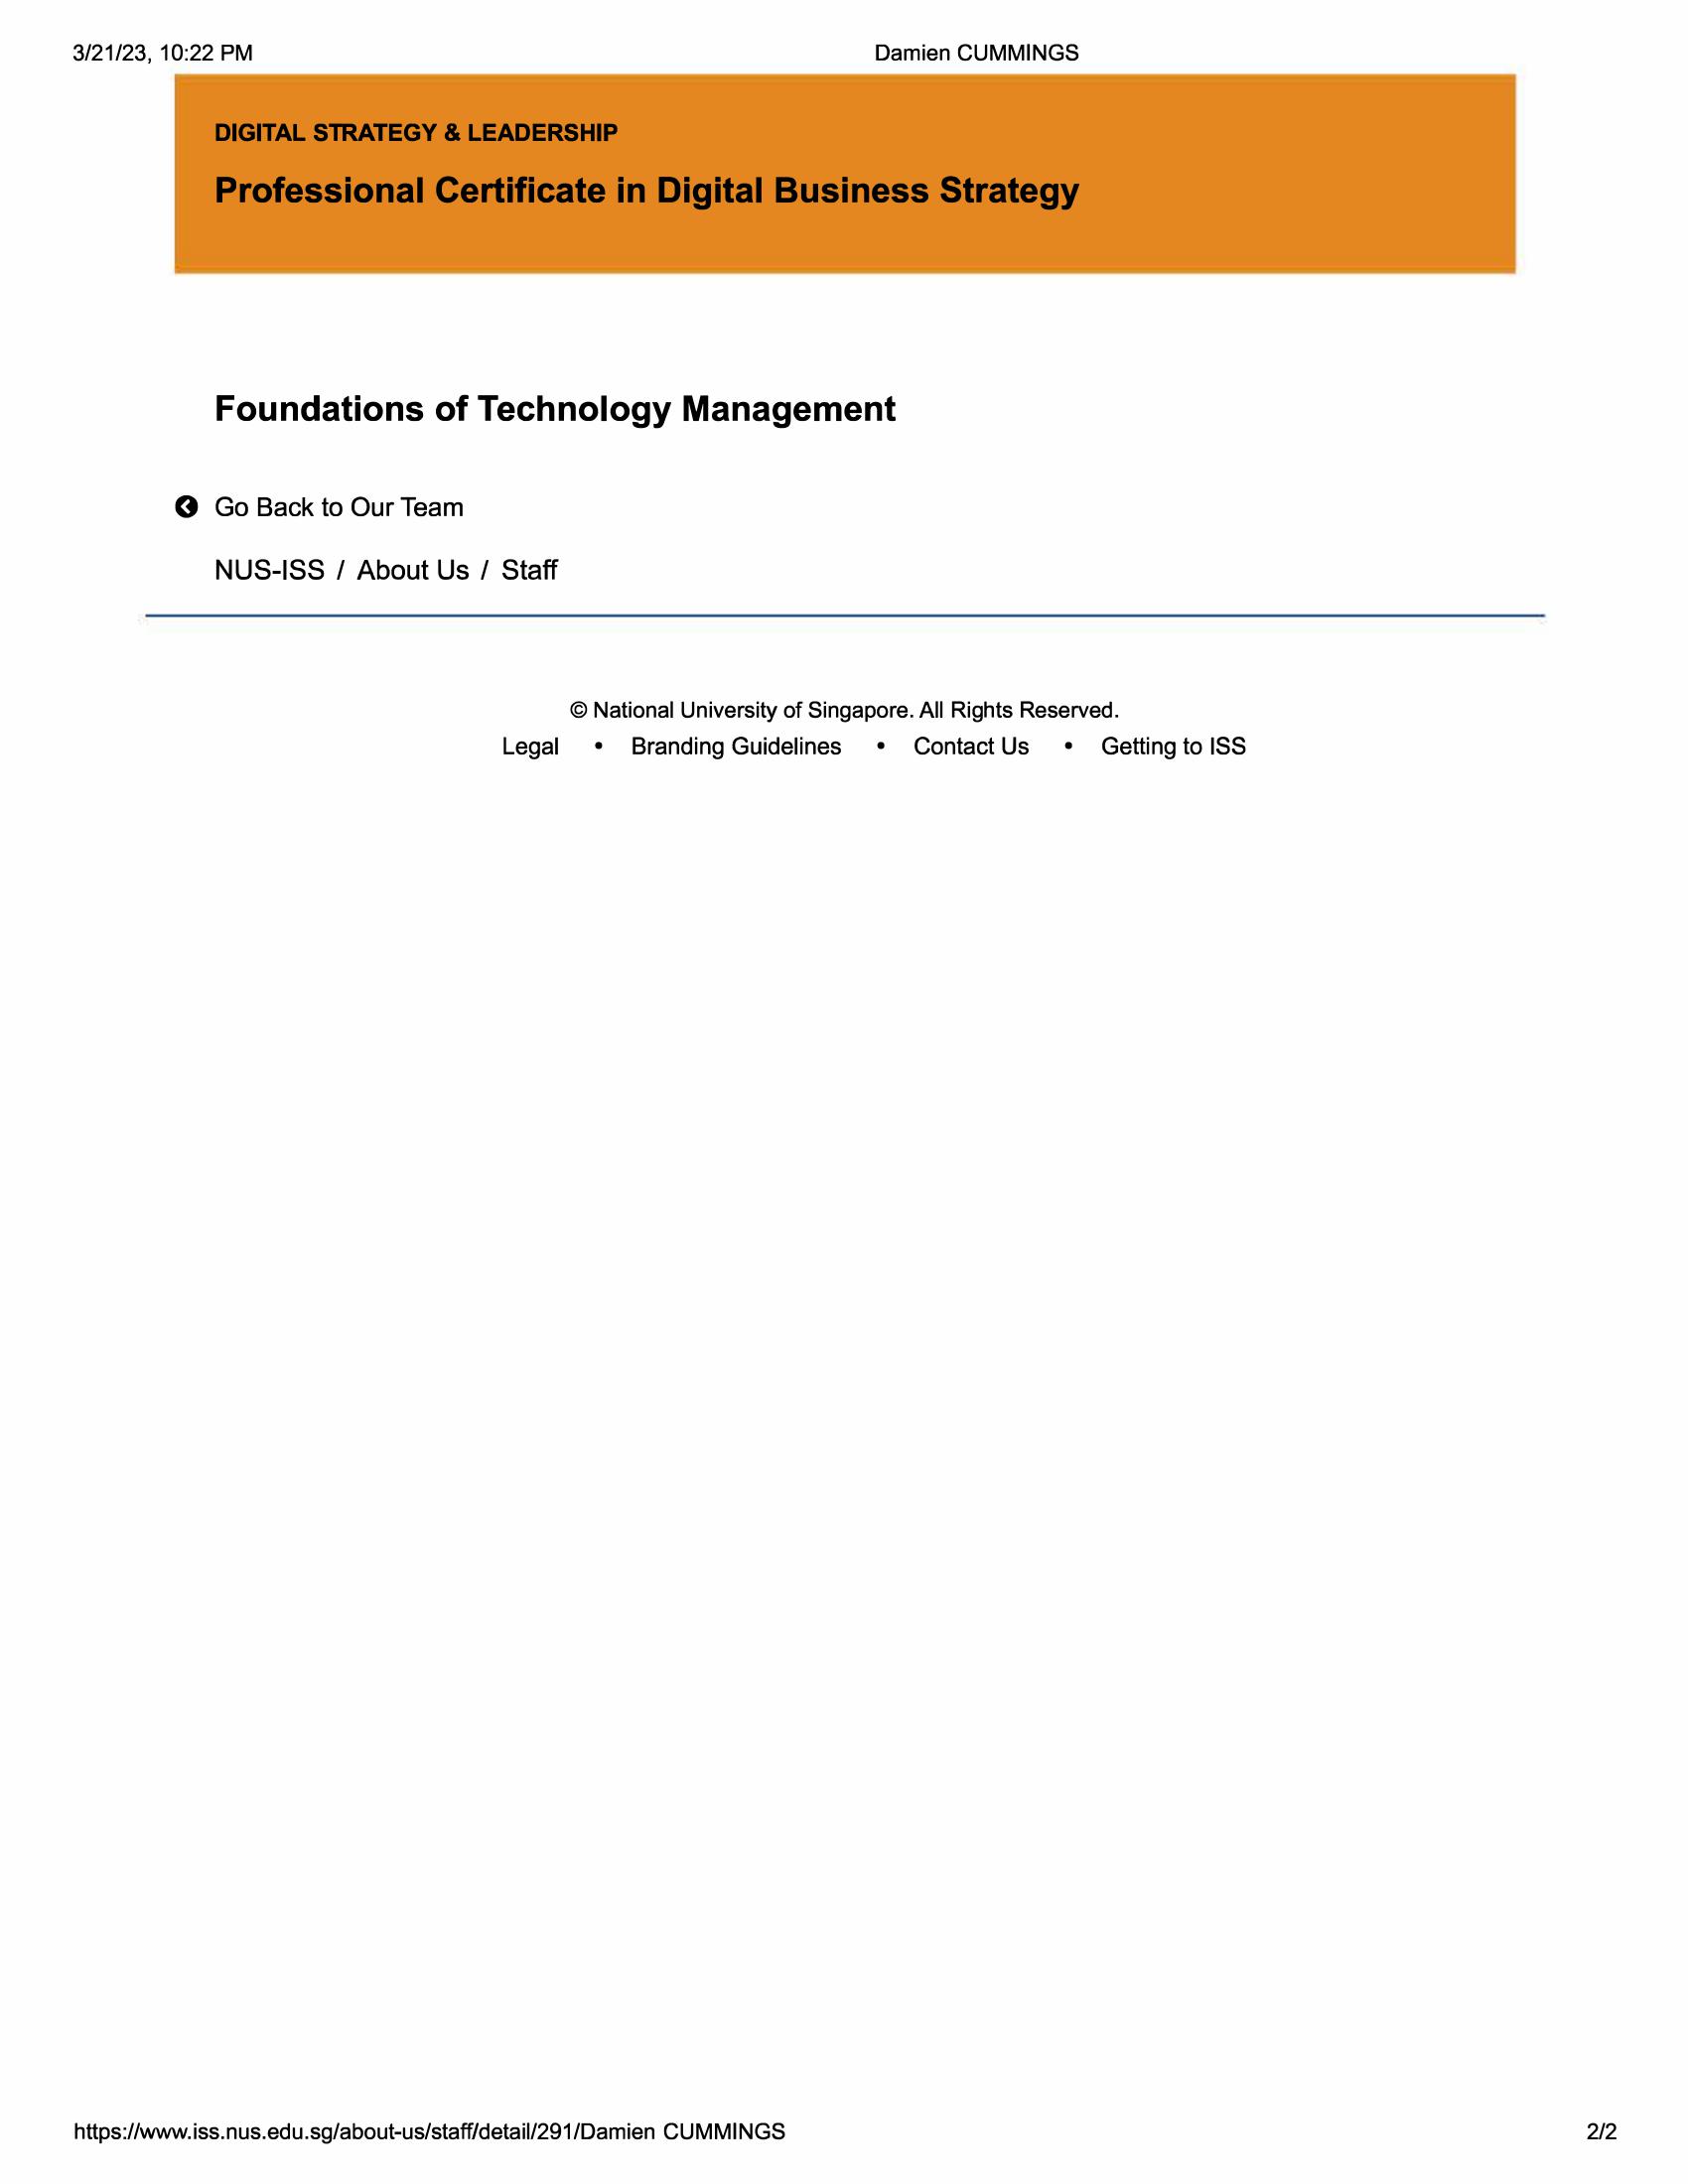 3/21/23, 10:22 PM Damien CUMMINGS
DIGITAL STRATEGY & LEADERSHIP
Professional Certificate in Digital Business Strategy
Foundations of Technology Management
Go Back to Our Team
NUS-ISS / About Us / Staff
© National University of Singapore. All Rights Reserved.
Legal • Branding Guidelines • Contact Us • Getting to ISS
https://www.iss.nus.edu.sg/about-us/staff/detail/291/Damien CUMMINGS 2/2